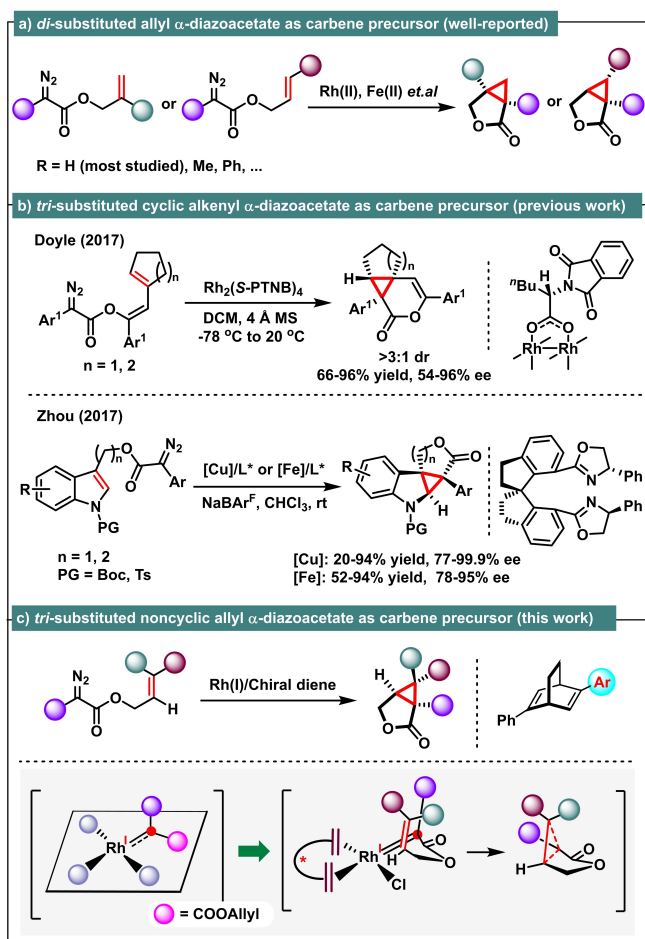 a) di-substituted allyl α-diazoacetate as carbene precursor (well-reported)
N2
O
O
or
N2
O
O
Rh(II), Fe(II) et.al
O
O
or
O
O
R = H (most studied), Me, Ph, ...
b) tri-substituted cyclic alkenyl α-diazoacetate as carbene precursor (previous work)
Doyle (2017)
( )n
N2
Ar1
O
O
Ar1
n = 1, 2
Rh2(S-PTNB)4
DCM, 4 Å MS
-78 oC to 20 oC
( )n
H
Ar1
O
O
Ar1
>3:1 dr
66-96% yield, 54-96% ee
O
nBu
H
N
O
O
O
Rh
Rh
Zhou (2017)
( )n
O
N2
O
Ar
R
N
PG
n = 1, 2
PG = Boc, Ts
[Cu]/L* or [Fe]/L*
NaBArF, CHCl3, rt
( )n
O
O
R
Ar
N
H
PG
[Cu]: 20-94% yield, 77-99.9% ee
[Fe]: 52-94% yield, 78-95% ee
O
N
Ph
N
Ph
O
c) tri-substituted noncyclic allyl α-diazoacetate as carbene precursor (this work)
N2
O
O
H
Rh(I)/Chiral diene
H
O
O
Ph
Ar
RhI
= COOAllyl
*
Rh
Cl
H
O
O
H
O
O